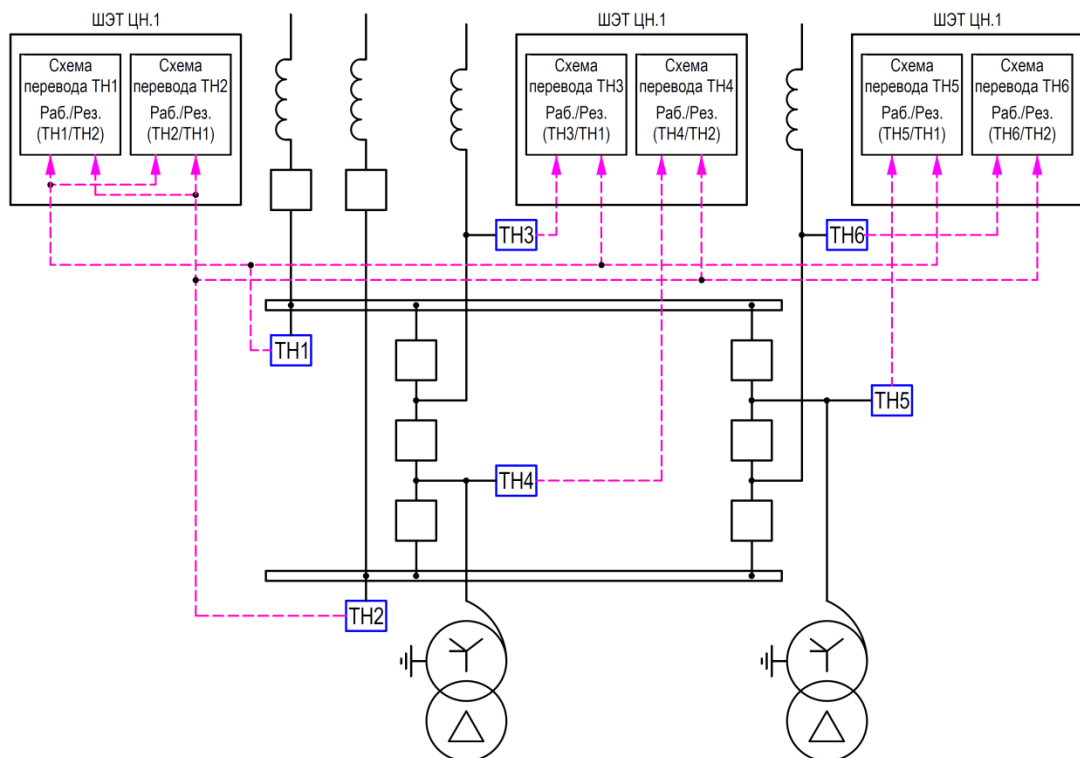 ШЭТ ЦН.1
Схема
перевода ТН1
Раб./Рез.
(ТН1/ТН2)
Схема
перевода ТН2
Раб./Рез.
(ТН2/ТН1)
ШЭТ ЦН.1
Схема
перевода ТН3
Раб./Рез.
(ТН3/ТН1)
Схема
перевода ТН4
Раб./Рез.
(ТН4/ТН2)
ШЭТ ЦН.1
Схема
перевода ТН5
Раб./Рез.
(ТН5/ТН1)
Схема
перевода ТН6
Раб./Рез.
(ТН6/ТН2)
ТН3
ТН6
ТН1
ТН5
ТН4
ТН2